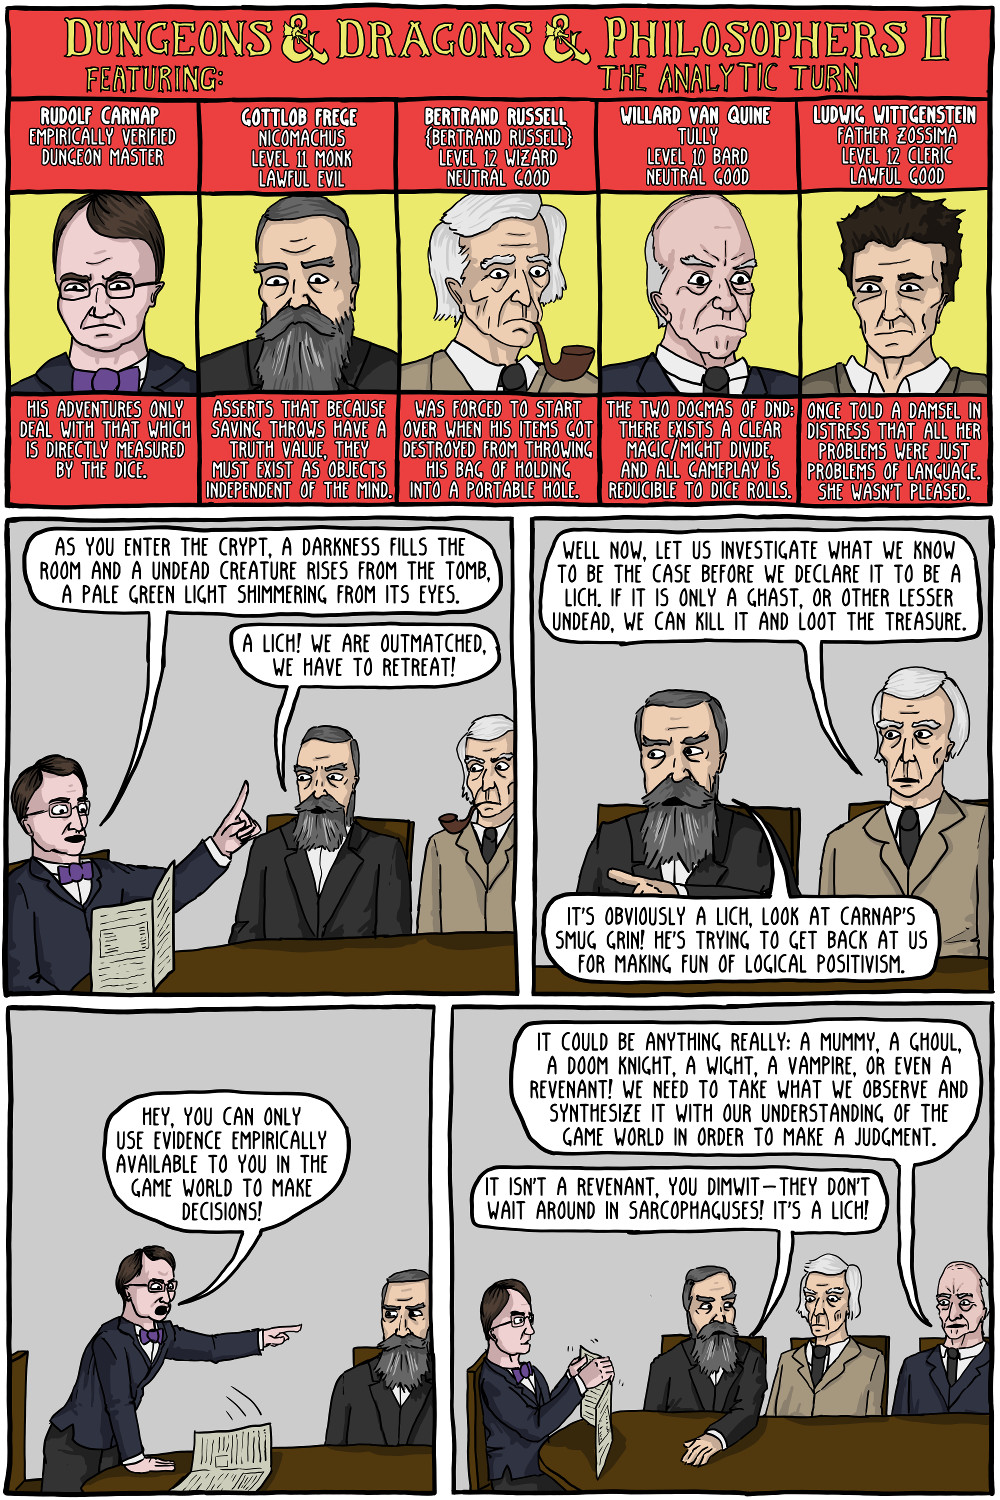 DUNGEONS & DRAGONS & PHILOSOPHERS II
FEATURING: THE ANALYTIC TURN
RUDOLF CARNAP
EMPIRICALLY VERIFIED
DUNGEON MASTER
GOTTLOB FREGE
NICOMACHUS
LEVEL 11 MONK
LAWFUL EVIL
BERTRAND RUSSELL
{BERTRAND RUSSELL}
LEVEL 12 WIZARD
NEUTRAL GOOD
WILLARD VAN QUINE
TULLY
LEVEL 10 BARD
NEUTRAL GOOD
LUDWIG WITTGENSTEIN
FATHER ZOSSIMA
LEVEL 12 CLERIC
LAWFUL GOOD
HIS ADVENTURES ONLY
DEAL WITH THAT WHICH
IS DIRECTLY MEASURED
BY THE DICE.
ASSERTS THAT BECAUSE
SAVING THROWS HAVE A
TRUTH VALUE, THEY
MUST EXIST AS OBJECTS
INDEPENDENT OF THE MIND.
WAS FORCED TO START
OVER WHEN HIS ITEMS GOT
DESTROYED FROM THROWING
HIS BAG OF HOLDING
INTO A PORTABLE HOLE.
THE TWO DOGMAS OF DND:
THERE EXISTS A CLEAR
MAGIC/MIGHT DIVIDE,
AND ALL GAMEPLAY IS
REDUCIBLE TO DICE ROLLS.
ONCE TOLD A DAMSEL IN
DISTRESS THAT ALL HER
PROBLEMS WERE JUST
PROBLEMS OF LANGUAGE.
SHE WASN'T PLEASED.
AS YOU ENTER THE CRYPT, A DARKNESS FILLS THE
ROOM AND A UNDEAD CREATURE RISES FROM THE TOMB,
A PALE GREEN LIGHT SHIMMERING FROM ITS EYES.
A LICH! WE ARE OUTMATCHED,
WE HAVE TO RETREAT!
WELL NOW, LET US INVESTIGATE WHAT WE KNOW
TO BE THE CASE BEFORE WE DECLARE IT TO BE A
LICH. IF IT IS ONLY A GHAST, OR OTHER LESSER
UNDEAD, WE CAN KILL IT AND LOOT THE TREASURE.
IT'S OBVIOUSLY A LICH, LOOK AT CARNAP'S
SMUG GRIN! HE'S TRYING TO GET BACK AT US
FOR MAKING FUN OF LOGICAL POSITIVISM.
HEY, YOU CAN ONLY
USE EVIDENCE EMPIRICALLY
AVAILABLE TO YOU IN THE
GAME WORLD TO MAKE
DECISIONS!
IT COULD BE ANYTHING REALLY: A MUMMY, A GHOUL,
A DOOM KNIGHT, A WIGHT, A VAMPIRE, OR EVEN A
REVENANT! WE NEED TO TAKE WHAT WE OBSERVE AND
SYNTHESIZE IT WITH OUR UNDERSTANDING OF THE
GAME WORLD IN ORDER TO MAKE A JUDGMENT.
IT ISN'T A REVENANT, YOU DIMWIT—THEY DON'T
WAIT AROUND IN SARCOPHAGUSES! IT'S A LICH!